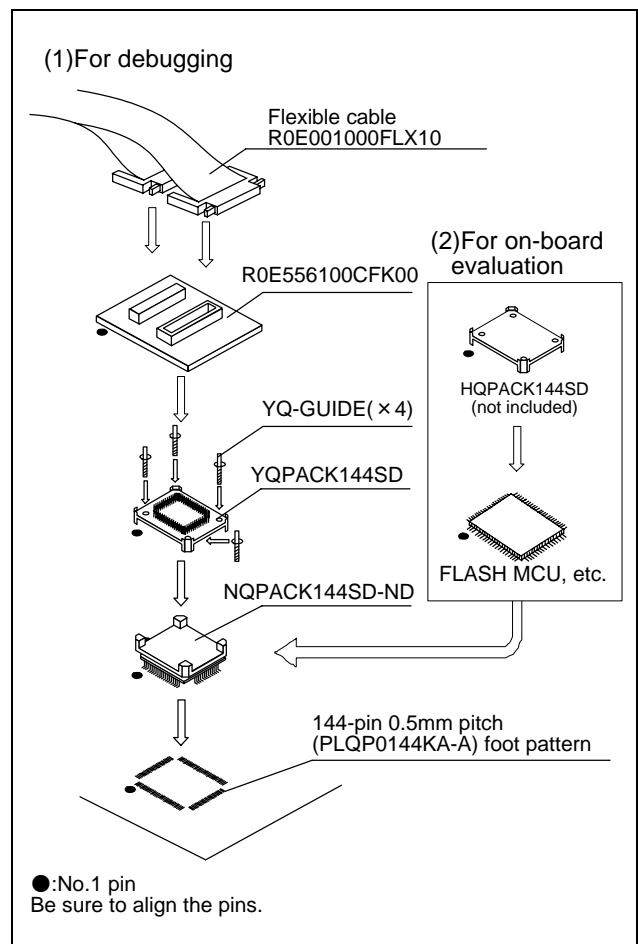 (1)For debugging
Flexible cable
R0E001000FLX10
R0E556100CFK00
YQ-GUIDE(×4)
YQPACK144SD
NQPACK144SD-ND
144-pin 0.5mm pitch
(PLQP0144KA-A) foot pattern
(2)For on-board
evaluation
HQPACK144SD
(not included)
FLASH MCU, etc.
●:No.1 pin
Be sure to align the pins.